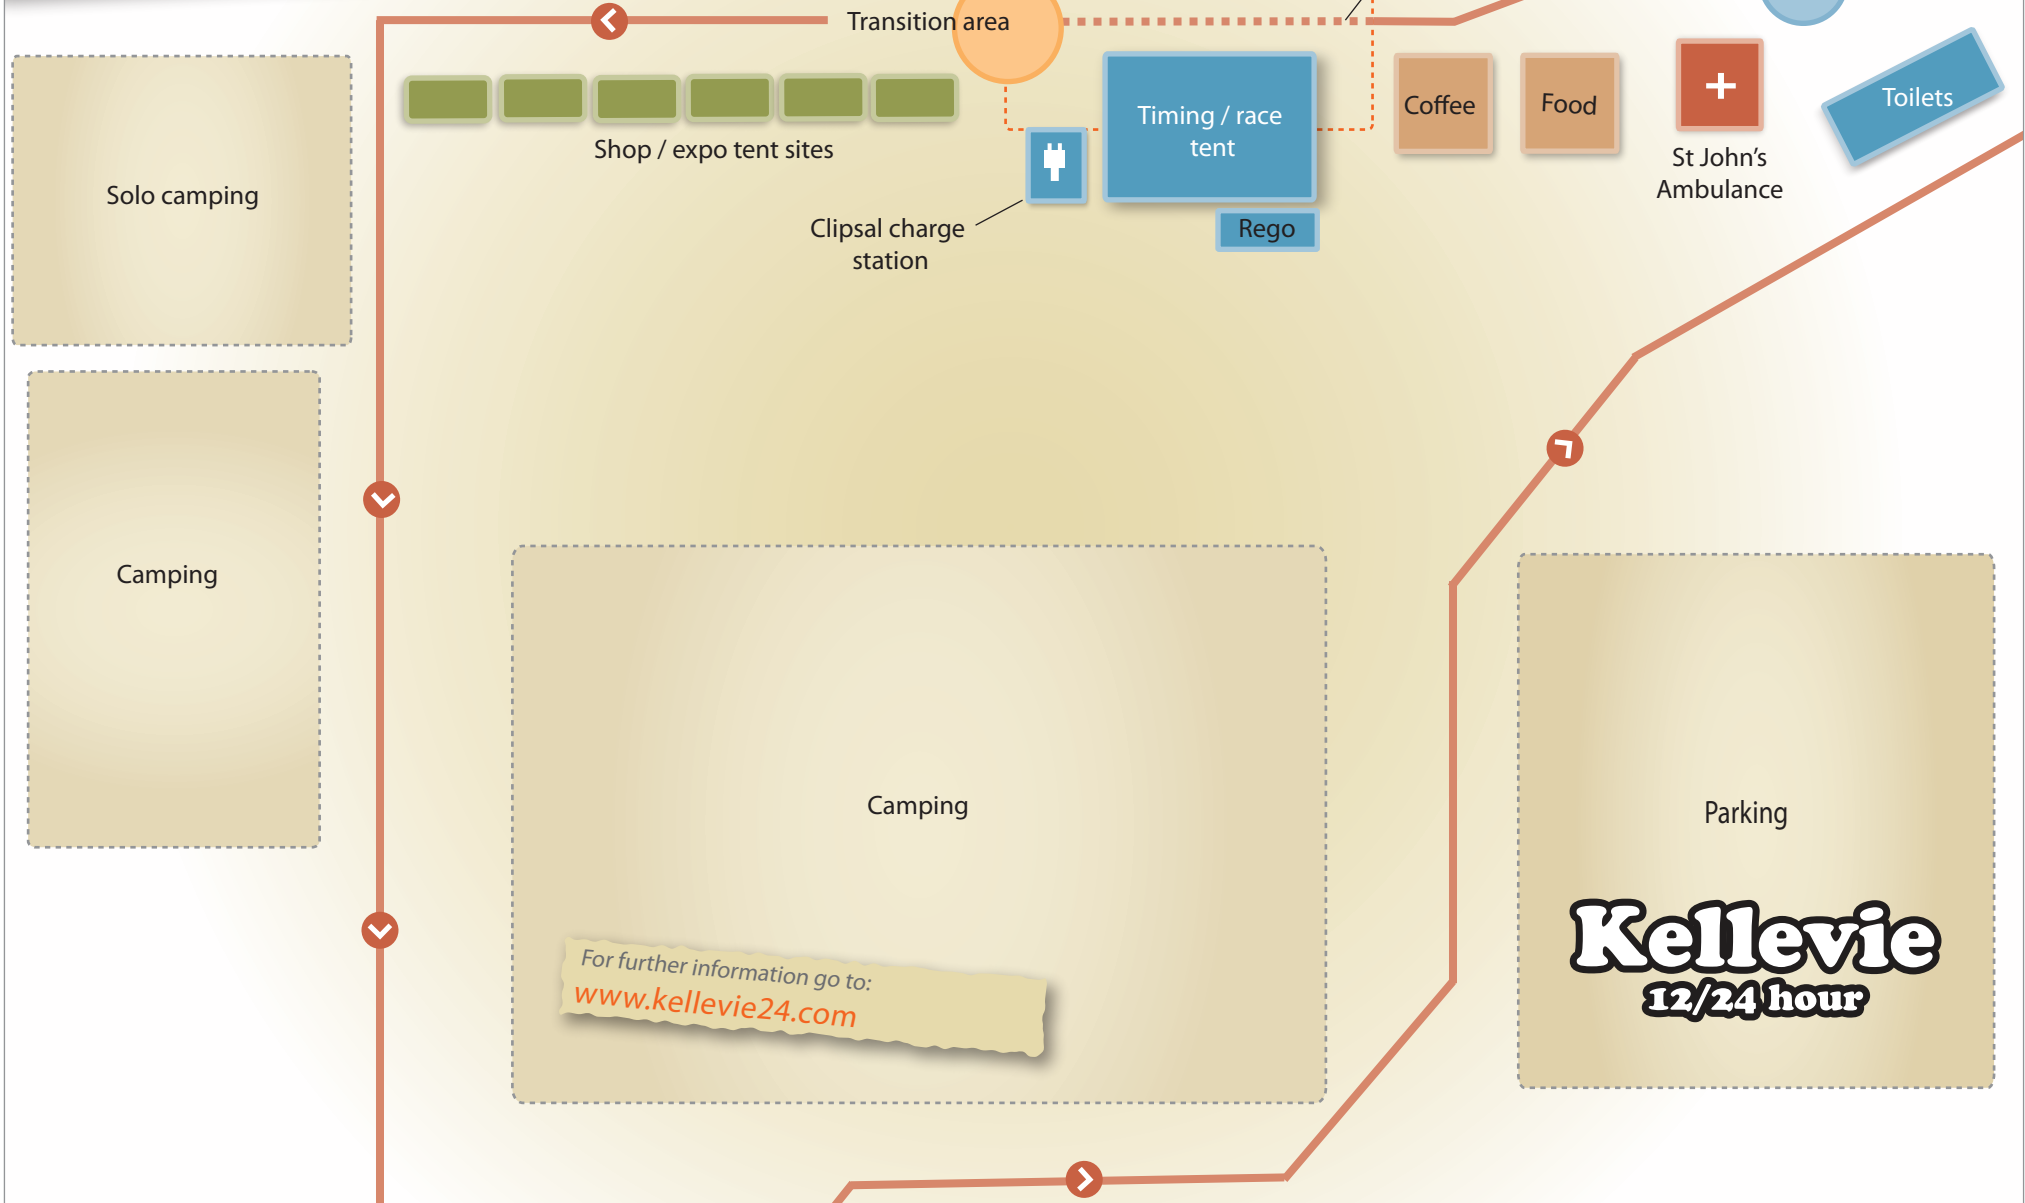 Transition area
Timing / race
tent
Coffee
Food
Toilets
Shop / expo tent sites
St John's
Ambulance
Solo camping
Clipsal charge
station
Rego
Camping
Camping
Parking
Kellevie
12/24 hour
For further information go to:
www.kellevie24.com